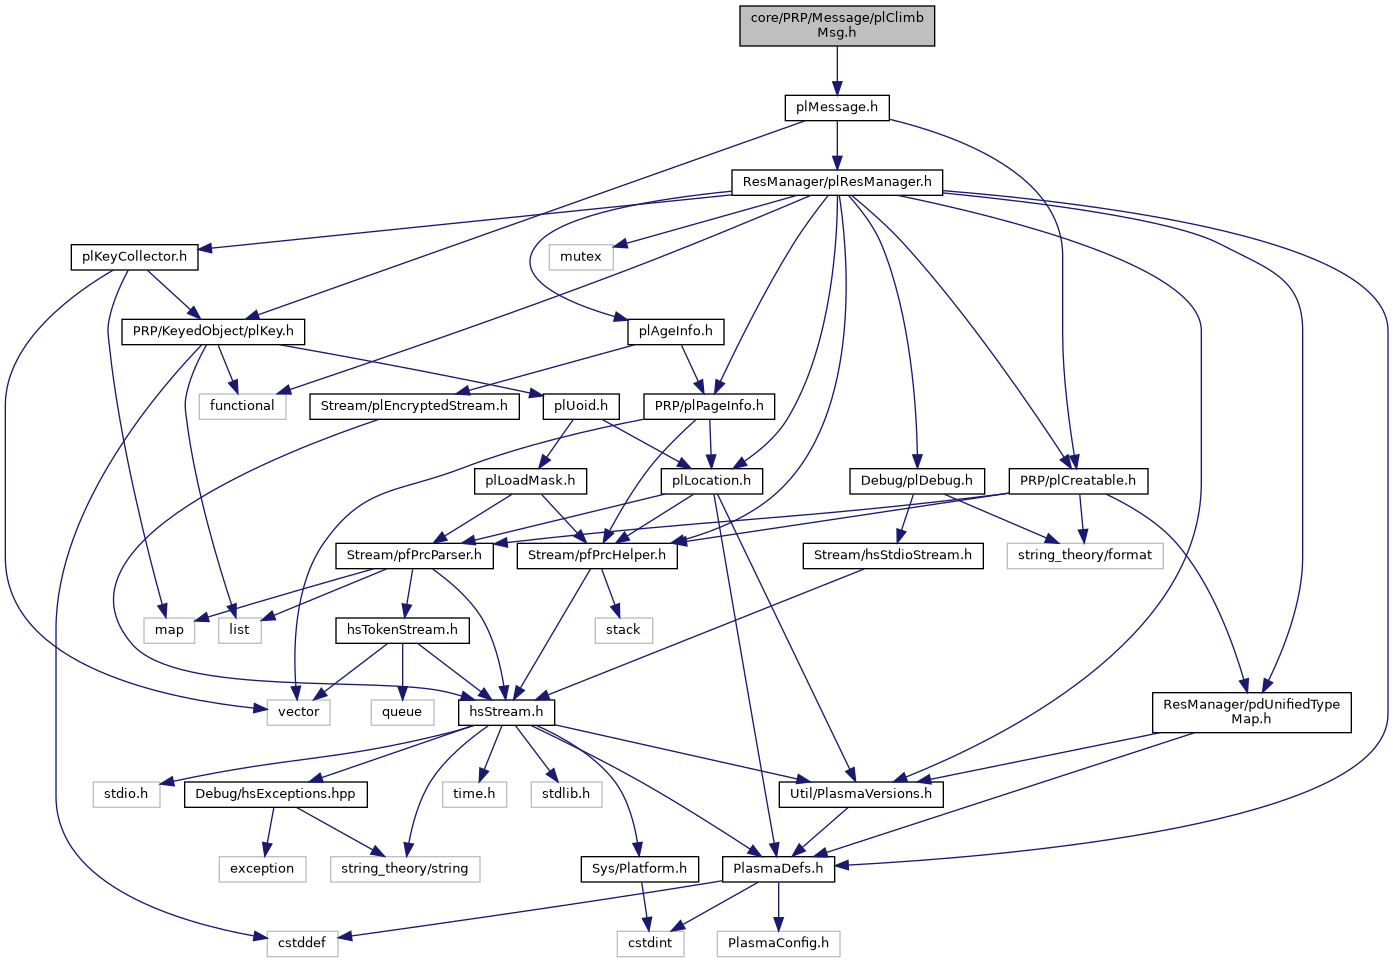 core/PRP/Message/plClimb
Msg.h
plMessage.h
ResManager/plResManager.h
plKeyCollector.h
mutex
PRP/KeyedObject/plKey.h
plAgeInfo.h
functional
Stream/plEncryptedStream.h
plUoid.h
PRP/plPageInfo.h
plLoadMask.h
plLocation.h
Debug/plDebug.h
PRP/plCreatable.h
Stream/pfPrcParser.h
Stream/pfPrcHelper.h
Stream/hsStdioStream.h
string_theory/format
map
list
hsTokenStream.h
stack
vector
queue
hsStream.h
ResManager/pdUnifiedType
Map.h
stdio.h
Debug/hsExceptions.hpp
time.h
stdlib.h
Util/PlasmaVersions.h
exception
string_theory/string
Sys/Platform.h
PlasmaDefs.h
cstddef
cstdint
PlasmaConfig.h